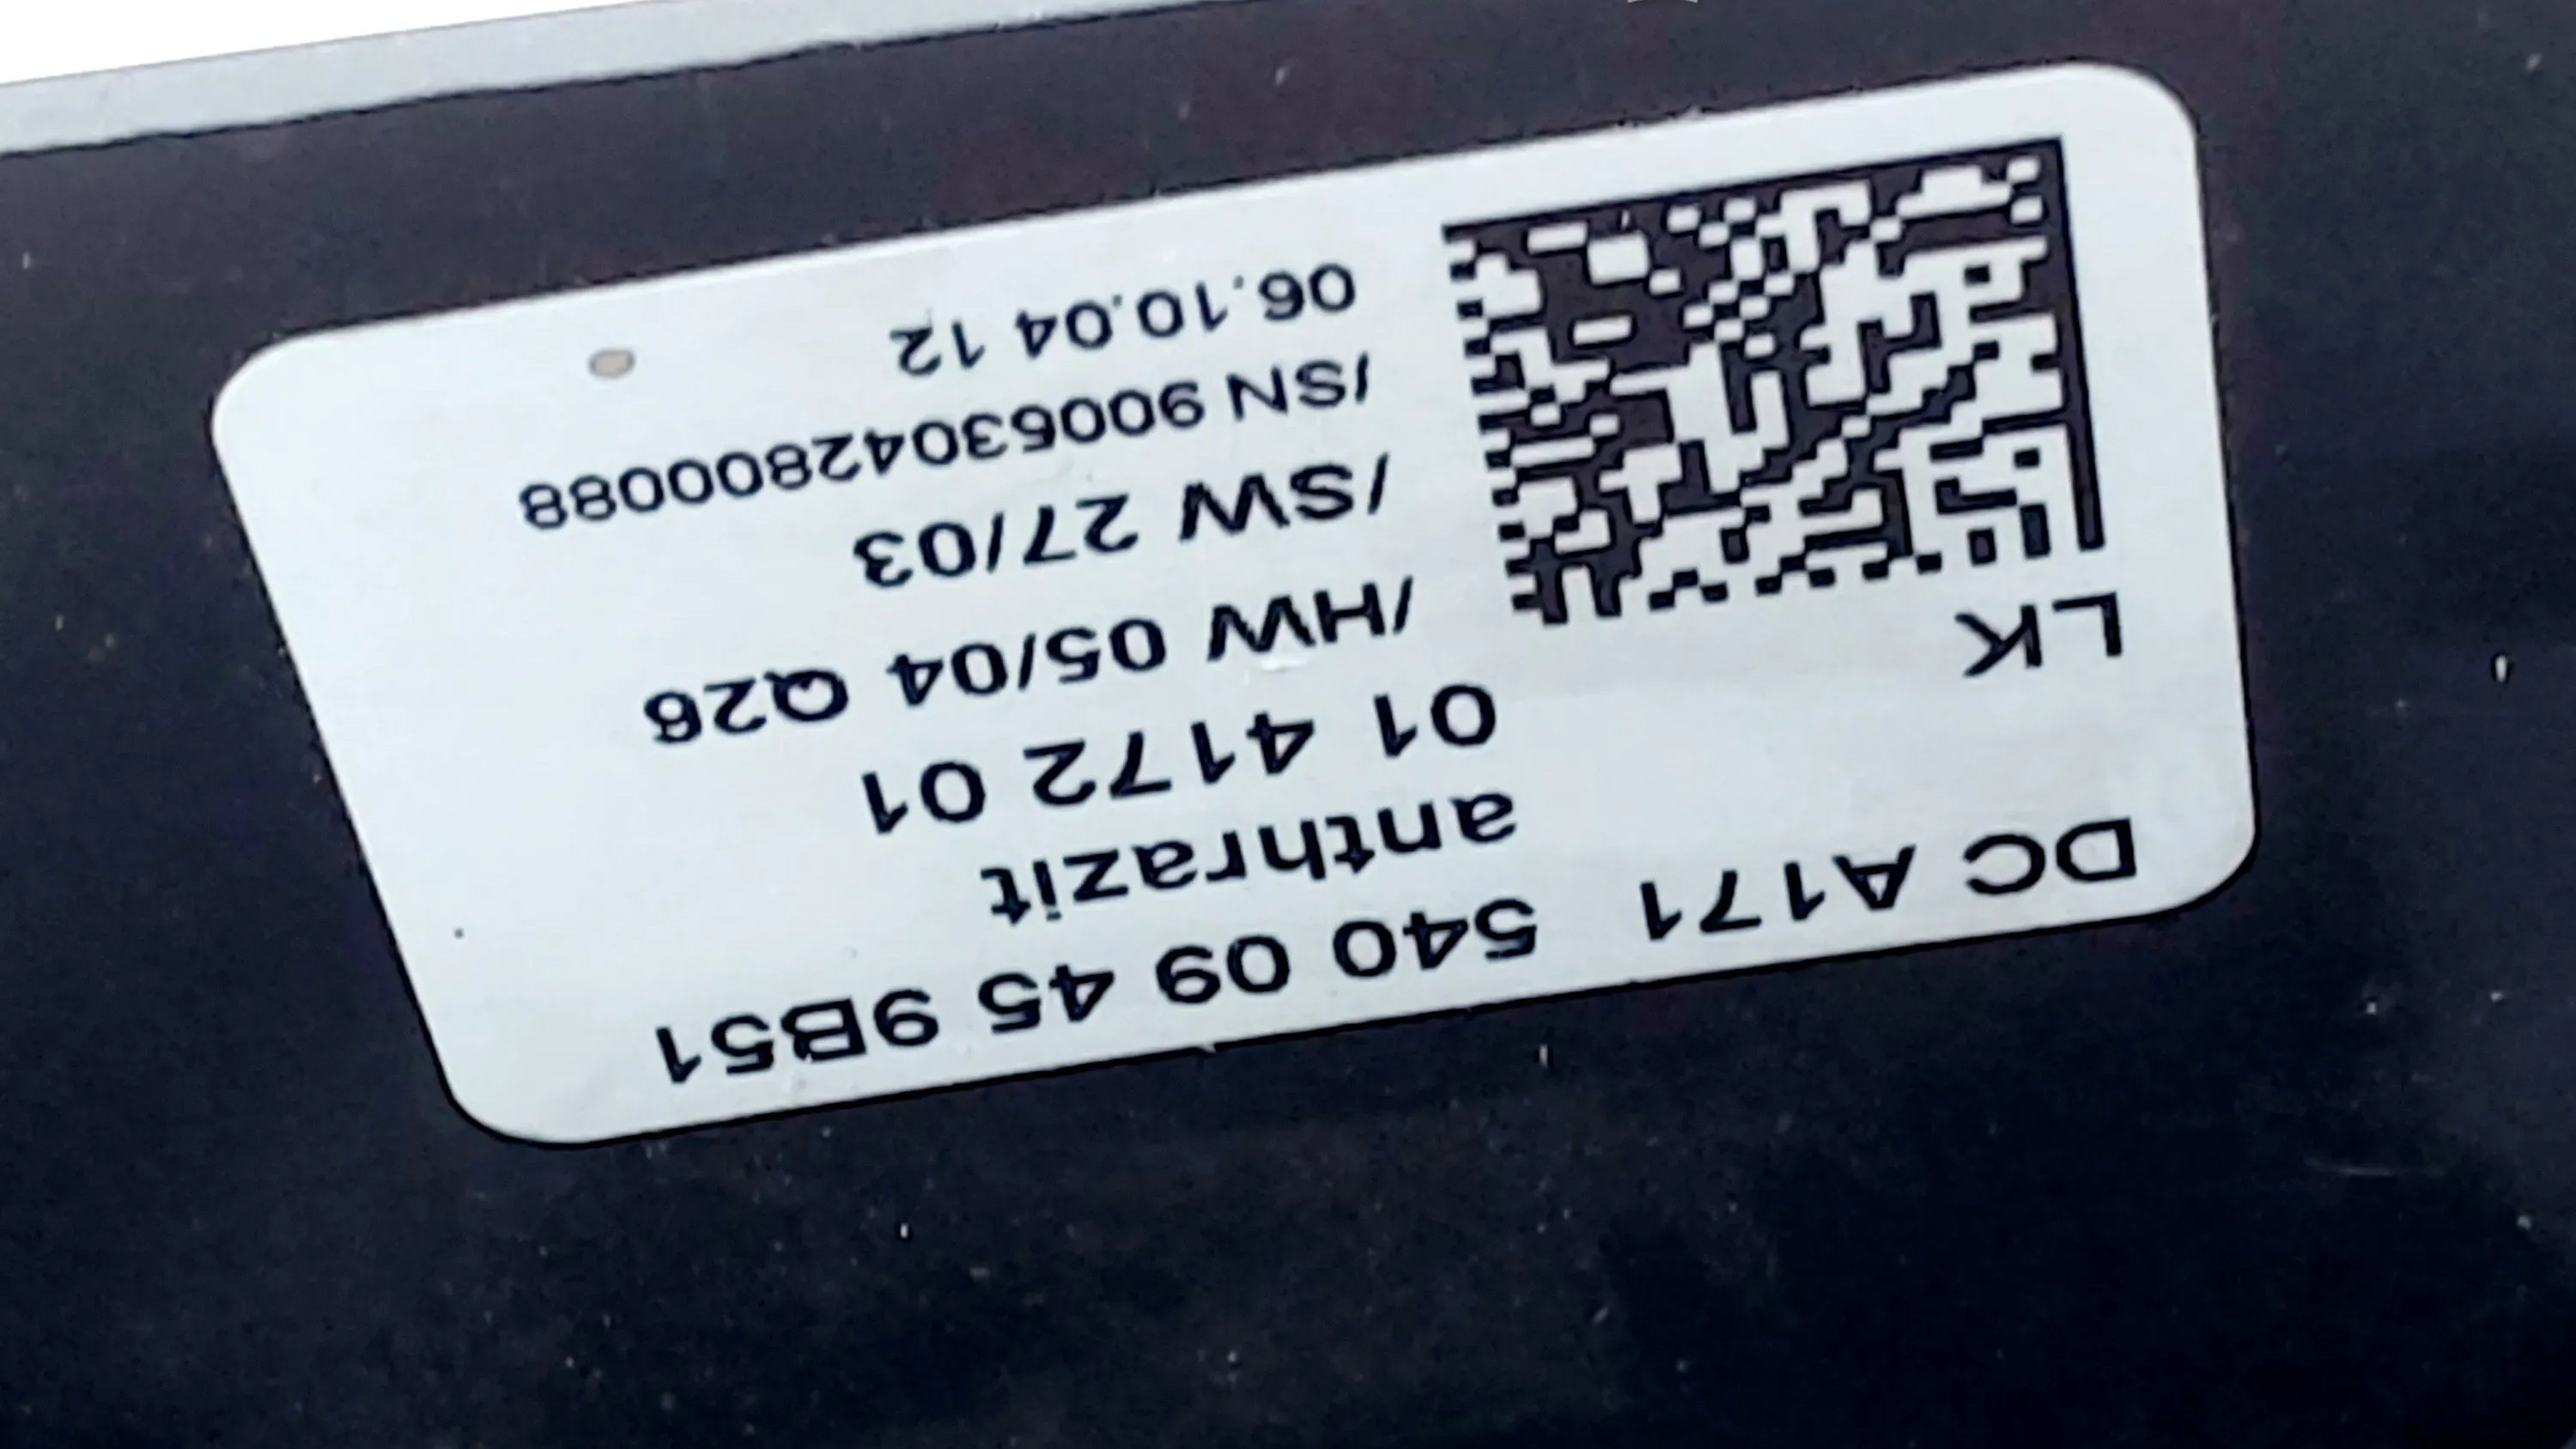 DC A171 540 09 45 9B51
anthrazit
01 4172 01
LK /HW 05/04 Q26
/SW 27/03
/SN 900630428000088
06.10.04 12